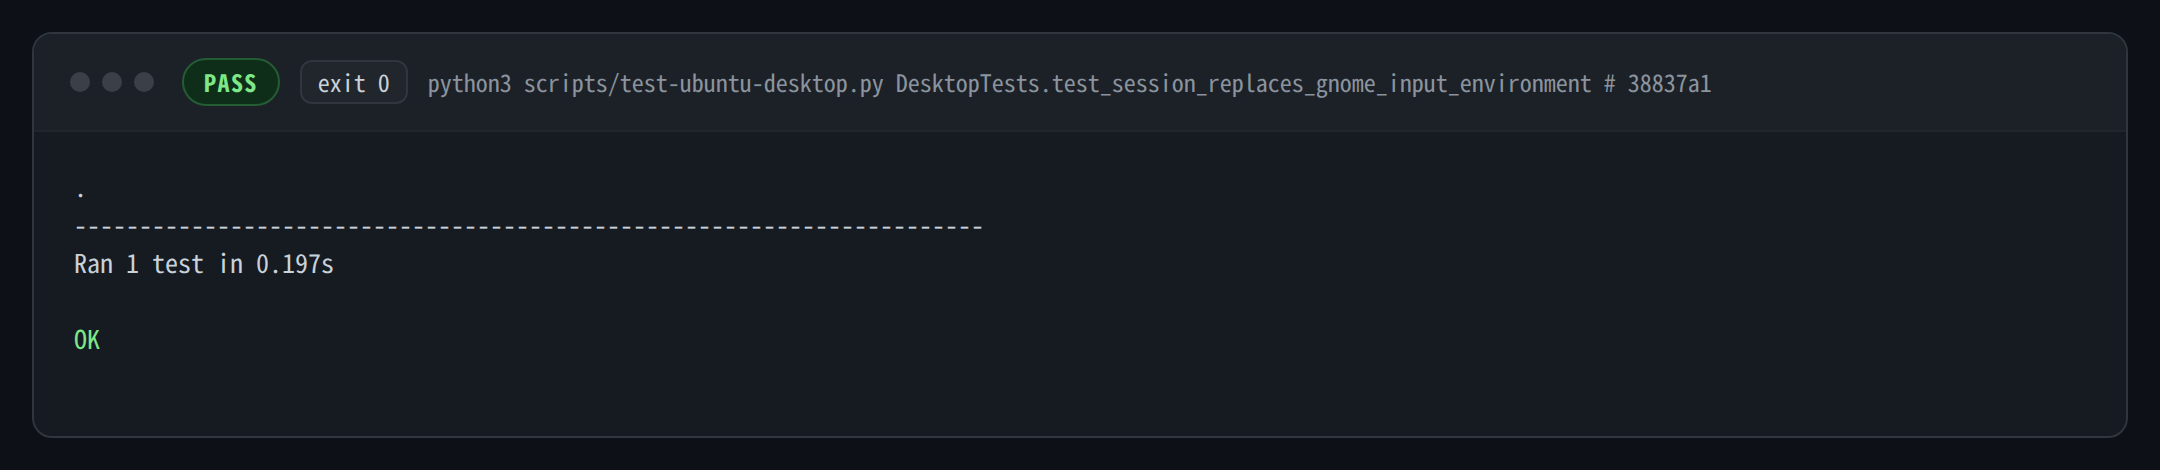 PASS exit 0 python3 scripts/test-ubuntu-desktop.py DesktopTests.test_session_replaces_gnome_input_environment # 38837a1
.
----------------------------------------------------------------------
Ran 1 test in 0.197s
OK